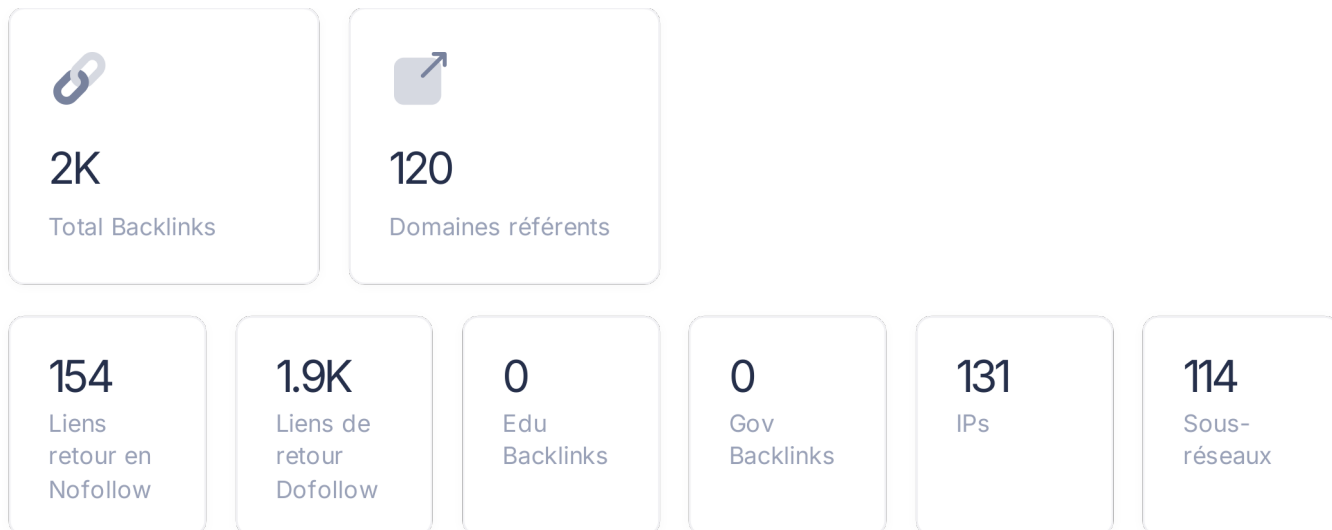 2K
Total Backlinks
120
Domaines référents
154
Liens
retour en
Nofollow
1.9K
Liens de
retour
Dofollow
0
Edu
Backlinks
0
Gov
Backlinks
131
IPs
114
Sous-
réseaux